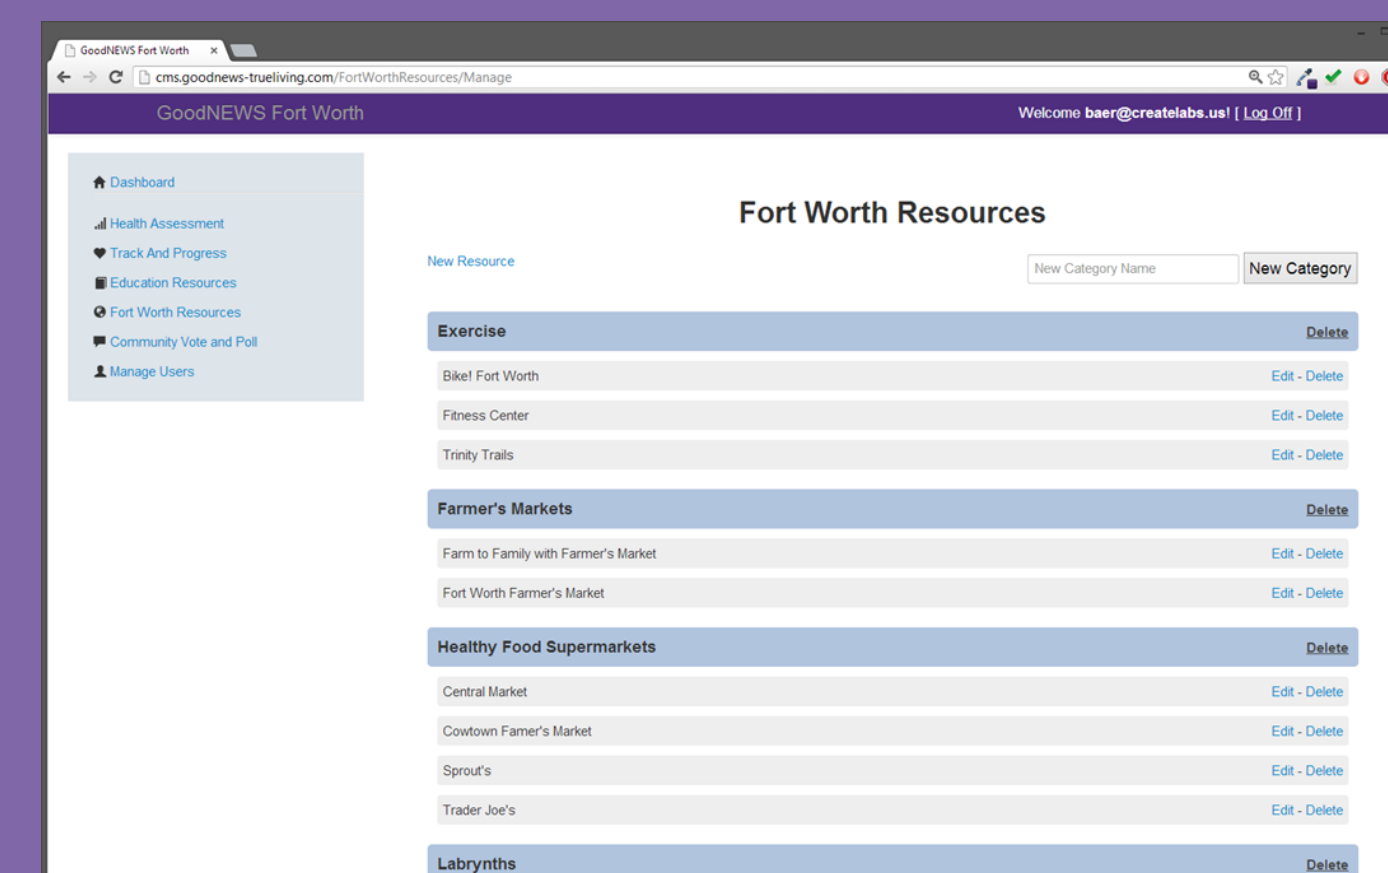 GoodNEWS Fort Worth ×
cms.goodnews-trueliving.com/FortWorthResources/Manage
GoodNEWS Fort Worth
Welcome baer@createlabs.us! [ Log Off ]
Dashboard
Health Assessment
Track And Progress
Education Resources
Fort Worth Resources
Community Vote and Poll
Manage Users
Fort Worth Resources
New Resource
New Category Name
New Category
Exercise Delete
Bike! Fort Worth Edit - Delete
Fitness Center Edit - Delete
Trinity Trails Edit - Delete
Farmer's Markets Delete
Farm to Family with Farmer's Market Edit - Delete
Fort Worth Farmer's Market Edit - Delete
Healthy Food Supermarkets Delete
Central Market Edit - Delete
Cowtown Famer's Market Edit - Delete
Sprout's Edit - Delete
Trader Joe's Edit - Delete
Labrynths Delete